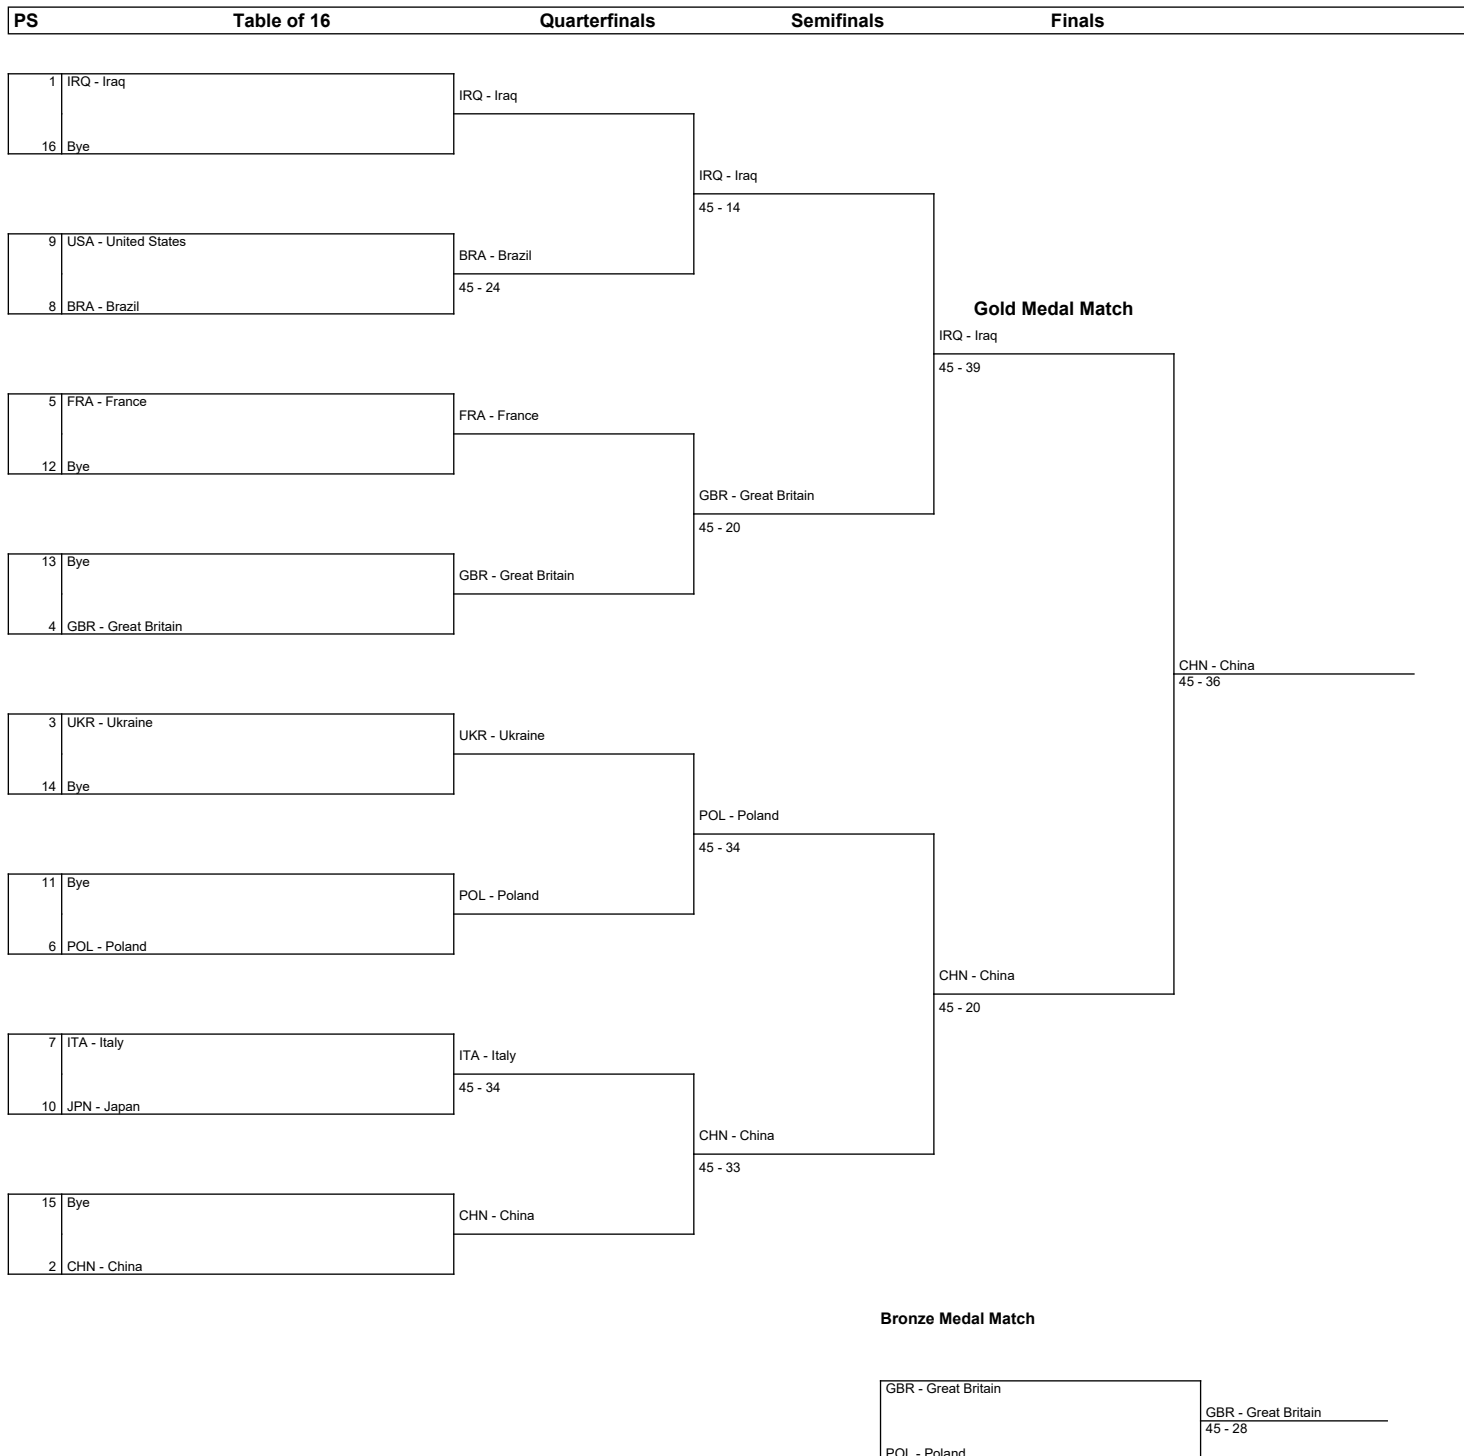 PS Table of 16 Quarterfinals Semifinals Finals
1 IRQ - Iraq
IRQ - Iraq
16 Bye
IRQ - Iraq
45 - 14
9 USA - United States
BRA - Brazil
45 - 24
8 BRA - Brazil
Gold Medal Match
IRQ - Iraq
45 - 39
5 FRA - France
FRA - France
12 Bye
GBR - Great Britain
45 - 20
13 Bye
GBR - Great Britain
4 GBR - Great Britain
CHN - China
45 - 36
3 UKR - Ukraine
UKR - Ukraine
14 Bye
POL - Poland
45 - 34
11 Bye
POL - Poland
6 POL - Poland
CHN - China
45 - 20
7 ITA - Italy
ITA - Italy
45 - 34
10 JPN - Japan
CHN - China
45 - 33
15 Bye
CHN - China
2 CHN - China
Bronze Medal Match
GBR - Great Britain
GBR - Great Britain
45 - 28
POL - Poland